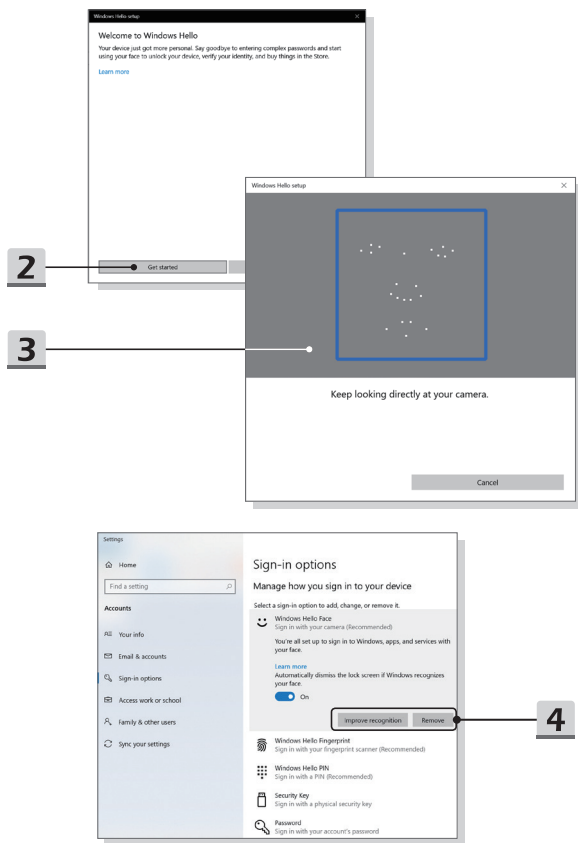 Windows Hello setup
Welcome to Windows Hello
Your device just got more personal. Say goodbye to entering complex passwords and start
using your face to unlock your device, verify your identity, and buy things in the Store.
Learn more
Get started
2
Windows Hello setup
3
Keep looking directly at your camera.
Cancel
Settings
Home
Find a setting
Accounts
Your info
Email & accounts
Sign-in options
Access work or school
Family & other users
Sync your settings
Sign-in options
Manage how you sign in to your device
Select a sign-in option to add, change, or remove it.
Windows Hello Face
Sign in with your camera (Recommended)
You're all set up to sign in to Windows, apps, and services with
your face.
Learn more
Automatically dismiss the lock screen if Windows recognizes
your face.
On
Improve recognition Remove
4
Windows Hello Fingerprint
Sign in with your fingerprint scanner (Recommended)
Windows Hello PIN
Sign in with a PIN (Recommended)
Security Key
Sign in with a physical security key
Password
Sign in with your account's password